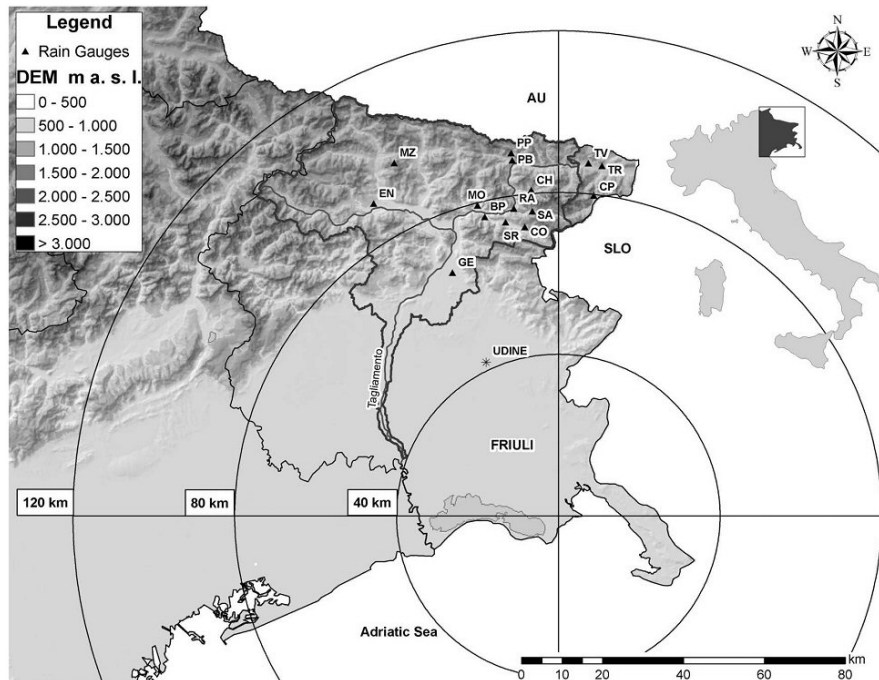 Legend
Rain Gauges
DEM m a. s. l.
0 - 500
500 - 1.000
1.000 - 1.500
1.500 - 2.000
2.000 - 2.500
2.500 - 3.000
> 3.000
N
W E
S
AU
PP
PB
TV
TR
MZ
CH
CP
EN
MO
BP
RA
SA
SR
CO
SLO
GE
UDINE
Tagliamento
FRIULI
120 km
80 km
40 km
Adriatic Sea
km
0 10 20 40 60 80